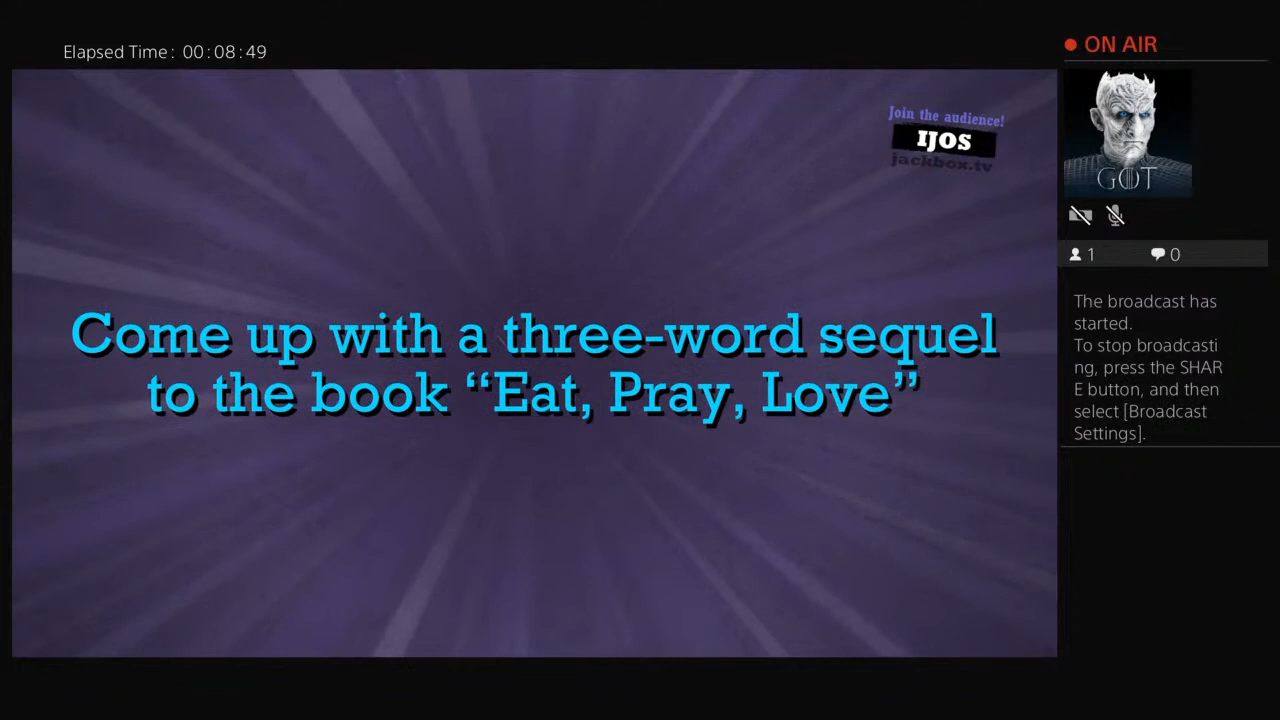 Elapsed Time: 00:08:49
ON AIR
Join the audience!
IJOS
jackbox.tv
GOT
1
0
Come up with a three-word sequel
to the book “Eat, Pray, Love”
The broadcast has
started.
To stop broadcasti
ng, press the SHAR
E button, and then
select [Broadcast
Settings].